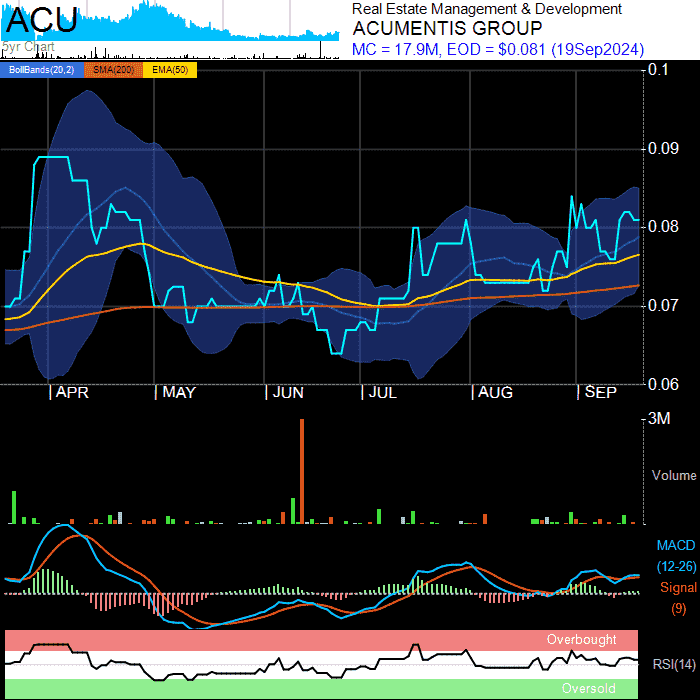 ACU
5yr Chart
Real Estate Management & Development
ACUMENTIS GROUP
MC = 17.9M, EOD = $0.081 (19Sep2024)
BollBands(20,2) SMA(200) EMA(50)
0.1
0.09
0.08
0.07
0.06
APR MAY JUN JUL AUG SEP
3M
Volume
MACD
(12-26)
Signal
(9)
Overbought
RSI(14)
Oversold